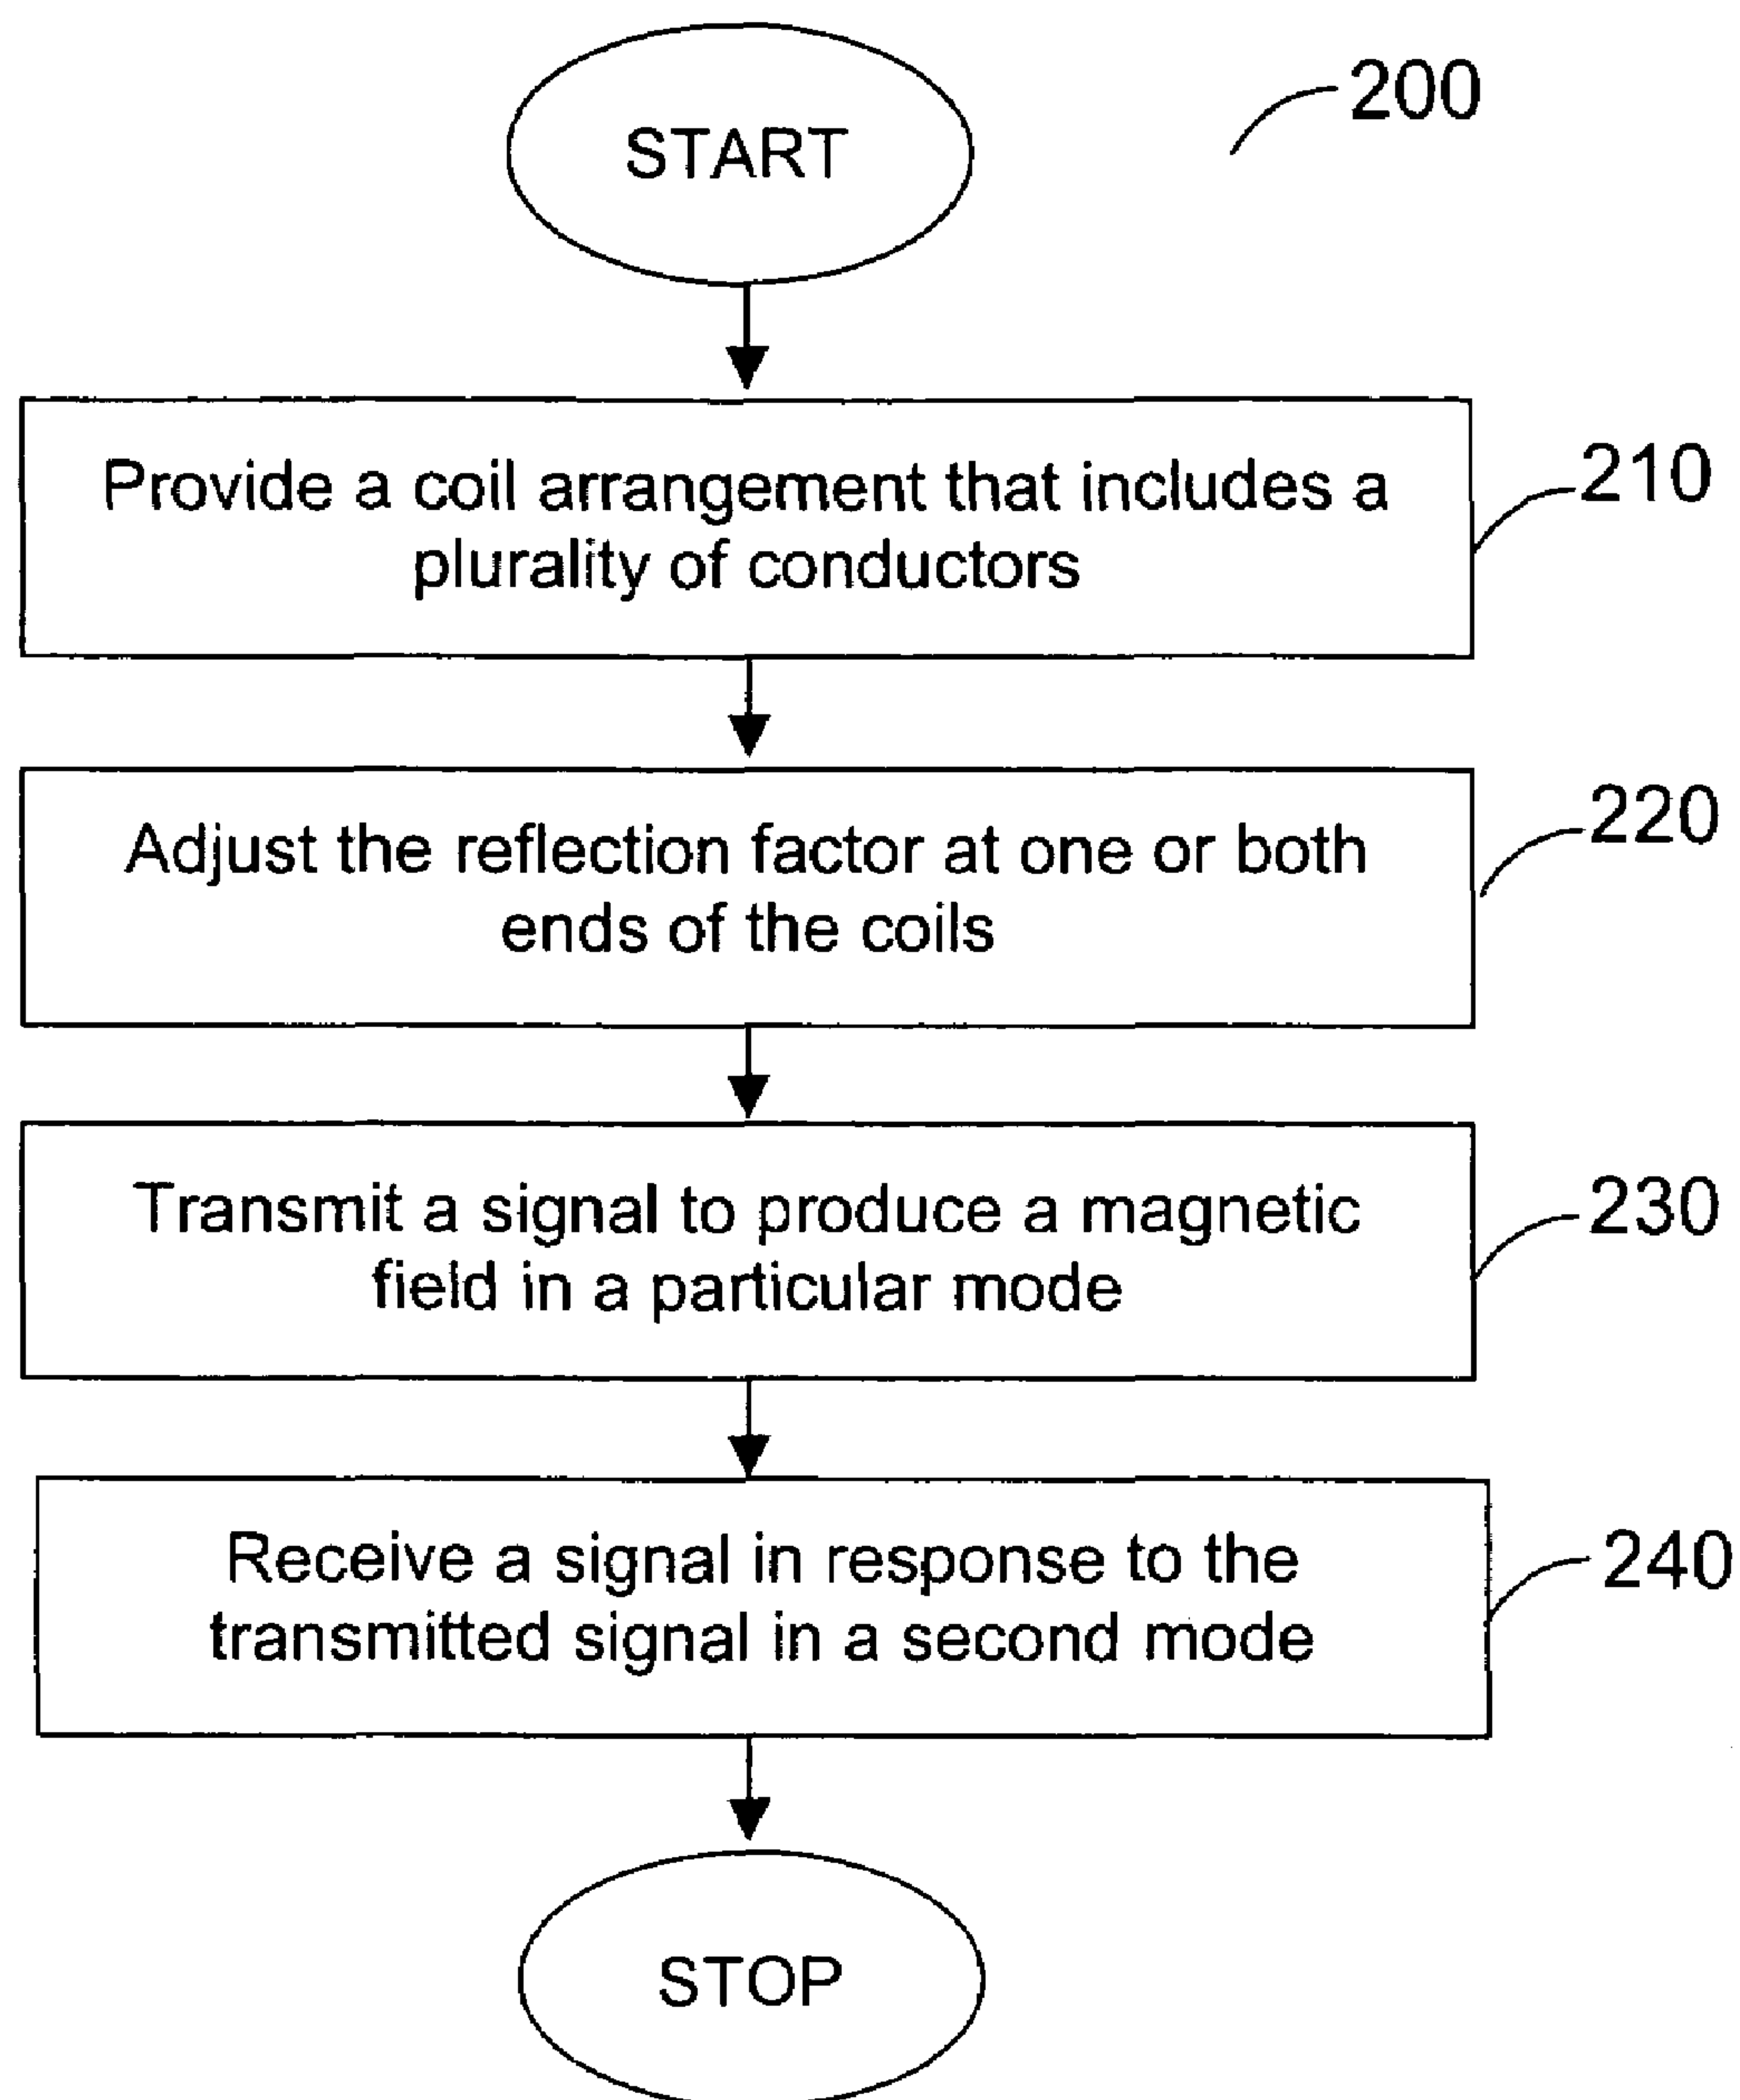 START
200
Provide a coil arrangement that includes a
plurality of conductors
210
Adjust the reflection factor at one or both
ends of the coils
220
Transmit a signal to produce a magnetic
field in a particular mode
230
Receive a signal in response to the
transmitted signal in a second mode
240
STOP